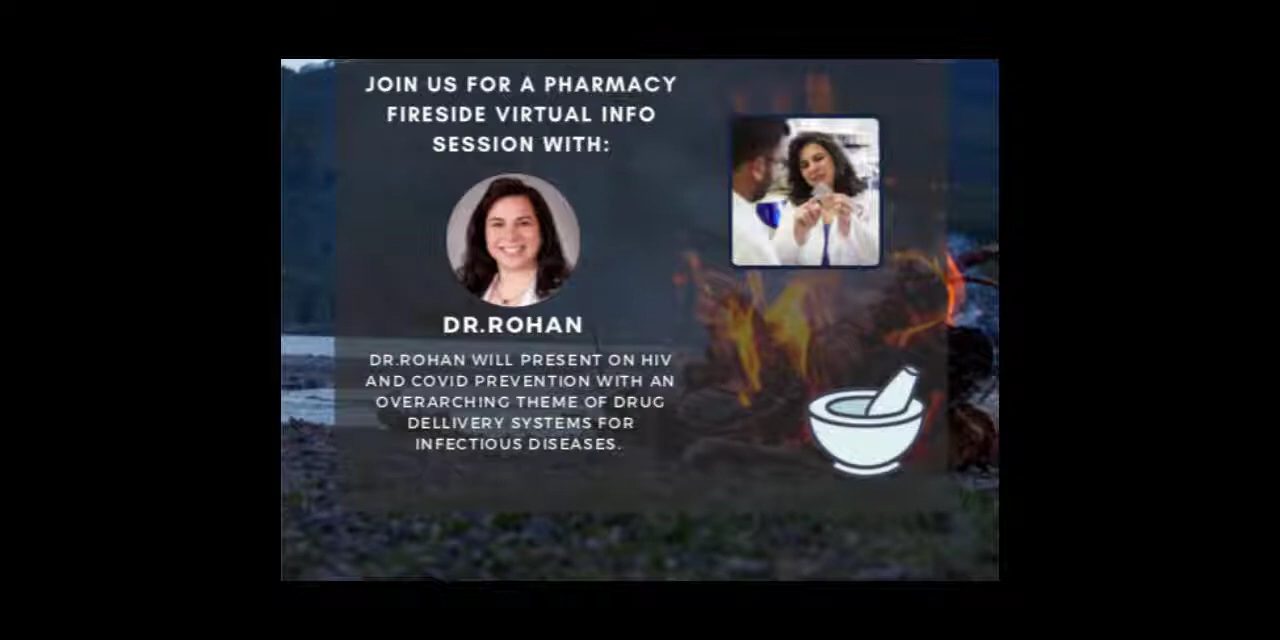 JOIN US FOR A PHARMACY
FIRESIDE VIRTUAL INFO
SESSION WITH:
DR.ROHAN
DR.ROHAN WILL PRESENT ON HIV
AND COVID PREVENTION WITH AN
OVERARCHING THEME OF DRUG
DELLIVERY SYSTEMS FOR
INFECTIOUS DISEASES.